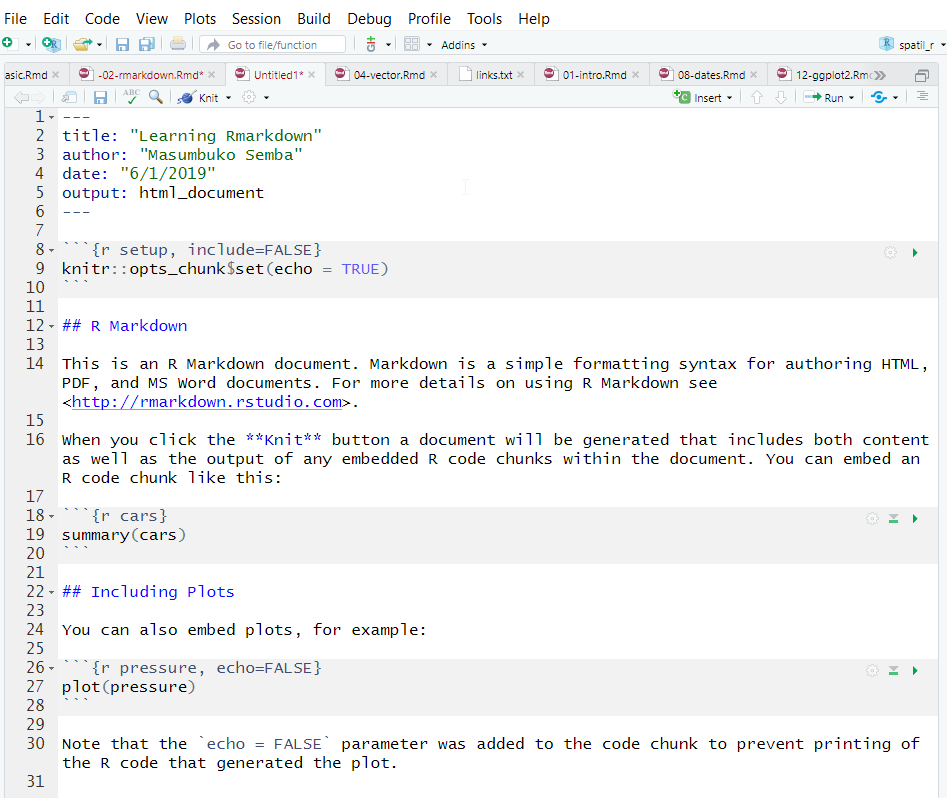 File Edit Code View Plots Session Build Debug Profile Tools Help
Go to file/function Addins spatil_r
asic.Rmd -02-rmarkdown.Rmd* Untitled1* 04-vector.Rmd links.txt 01-intro.Rmd 08-dates.Rmd 12-ggplot2.Rm
ABC Knit Insert Run
1 ---
2 title: "Learning Rmarkdown"
3 author: "Masumbuko Semba"
4 date: "6/1/2019"
5 output: html_document
6 ---
7
8 ```{r setup, include=FALSE}
9 knitr::opts_chunk$set(echo = TRUE)
10 ```
11
12 ## R Markdown
13
14 This is an R Markdown document. Markdown is a simple formatting syntax for authoring HTML,
PDF, and MS Word documents. For more details on using R Markdown see
<http://rmarkdown.rstudio.com>.
15
16 When you click the **Knit** button a document will be generated that includes both content
as well as the output of any embedded R code chunks within the document. You can embed an
R code chunk like this:
17
18 ```{r cars}
19 summary(cars)
20 ```
21
22 ## Including Plots
23
24 You can also embed plots, for example:
25
26 ```{r pressure, echo=FALSE}
27 plot(pressure)
28 ```
29
30 Note that the `echo = FALSE` parameter was added to the code chunk to prevent printing of
the R code that generated the plot.
31